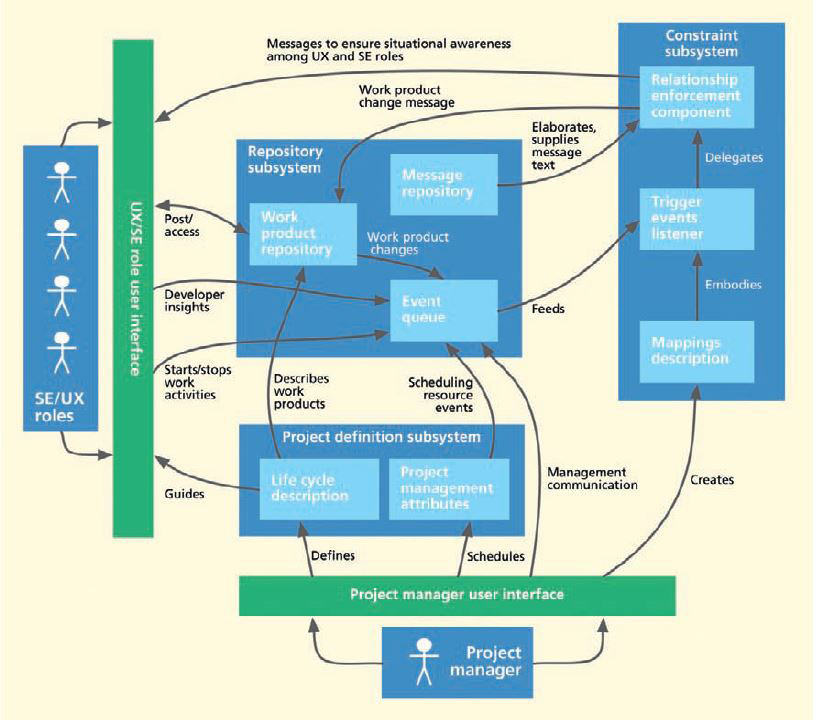 Messages to ensure situational awareness
among UX and SE roles
Work product
change message
Constraint
subsystem
Relationship
enforcement
component
Elaborates,
supplies
message
text
Delegates
Repository
subsystem
Message
repository
Trigger
events
listener
Work
product
repository
Post/
access
Work product
changes
UX/SE role user interface
Developer
insights
Event
queue
Feeds
Embodies
Mappings
description
SE/UX
roles
Starts/stops
work
activities
Describes
work
products
Scheduling
resource
events
Project definition subsystem
Life cycle
description
Project
management
attributes
Management
communication
Creates
Guides
Defines
Schedules
Project manager user interface
Project
manager